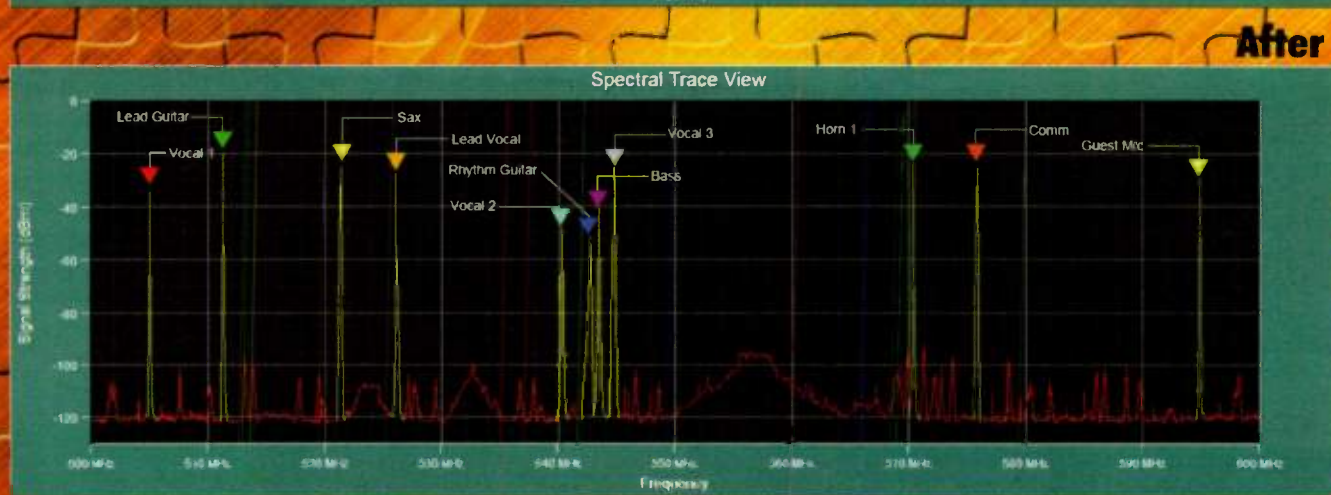 After
Spectral Trace View
Lead Guitar
Sax
Vocal 3
Horn 1
Comm
Lead Vocal
Guest Mic
Vocal 1
Rhythm Guitar
Bass
Vocal 2
Signal Strength (dBm)
0
-20
-40
-60
-80
-100
-120
500 MHz
510 MHz
520 MHz
530 MHz
540 MHz
550 MHz
560 MHz
570 MHz
580 MHz
590 MHz
600 MHz
Frequency